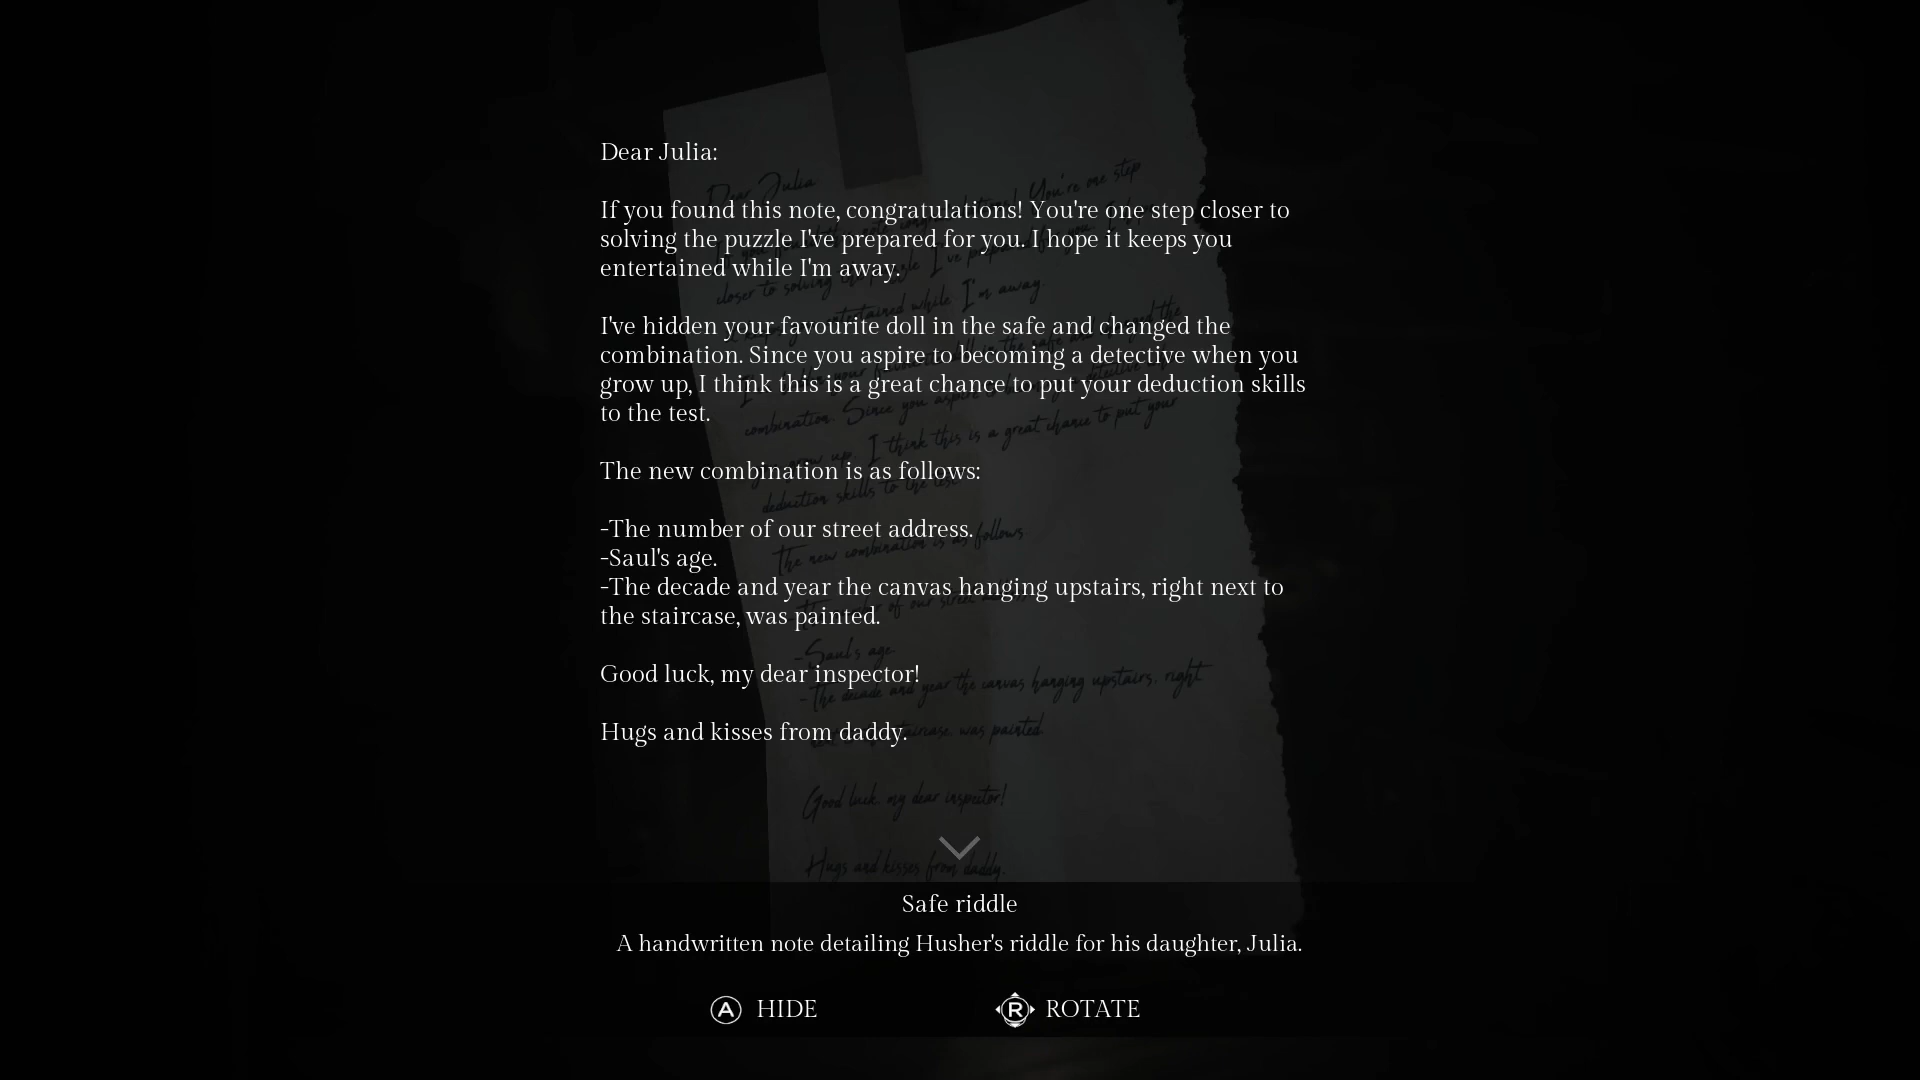 Dear Julia:
If you found this note, congratulations! You're one step closer to
solving the puzzle I've prepared for you. I hope it keeps you
entertained while I'm away.
I've hidden your favourite doll in the safe and changed the
combination. Since you aspire to becoming a detective when you
grow up, I think this is a great chance to put your deduction skills
to the test.
The new combination is as follows:
-The number of our street address.
-Saul's age.
-The decade and year the canvas hanging upstairs, right next to
the staircase, was painted.
Good luck, my dear inspector!
Hugs and kisses from daddy.
Safe riddle
A handwritten note detailing Husher's riddle for his daughter, Julia.
A HIDE
R ROTATE